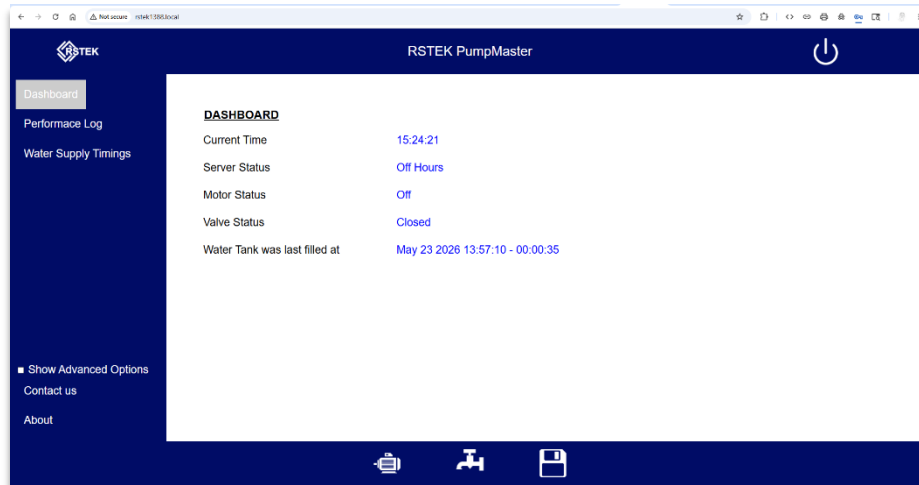 Not secure rstek1388.local
RSTEK
RSTEK PumpMaster
Dashboard
Performace Log
Water Supply Timings
DASHBOARD
Current Time 15:24:21
Server Status Off Hours
Motor Status Off
Valve Status Closed
Water Tank was last filled at May 23 2026 13:57:10 - 00:00:35
Show Advanced Options
Contact us
About